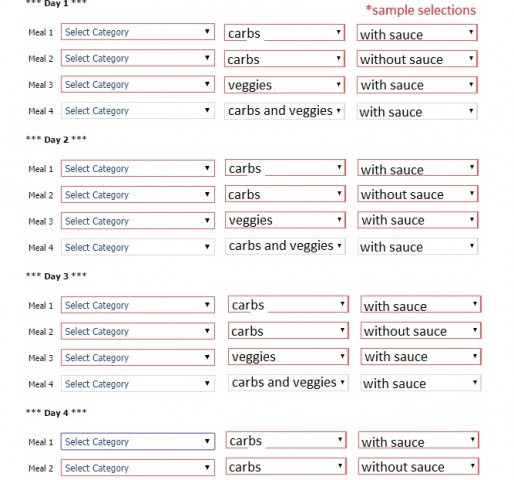 *** Day 1 ***
*sample selections
Meal 1 Select Category carbs with sauce
Meal 2 Select Category carbs without sauce
Meal 3 Select Category veggies with sauce
Meal 4 Select Category carbs and veggies with sauce
*** Day 2 ***
Meal 1 Select Category carbs with sauce
Meal 2 Select Category carbs without sauce
Meal 3 Select Category veggies with sauce
Meal 4 Select Category carbs and veggies with sauce
*** Day 3 ***
Meal 1 Select Category carbs with sauce
Meal 2 Select Category carbs without sauce
Meal 3 Select Category veggies with sauce
Meal 4 Select Category carbs and veggies with sauce
*** Day 4 ***
Meal 1 Select Category carbs with sauce
Meal 2 Select Category carbs without sauce